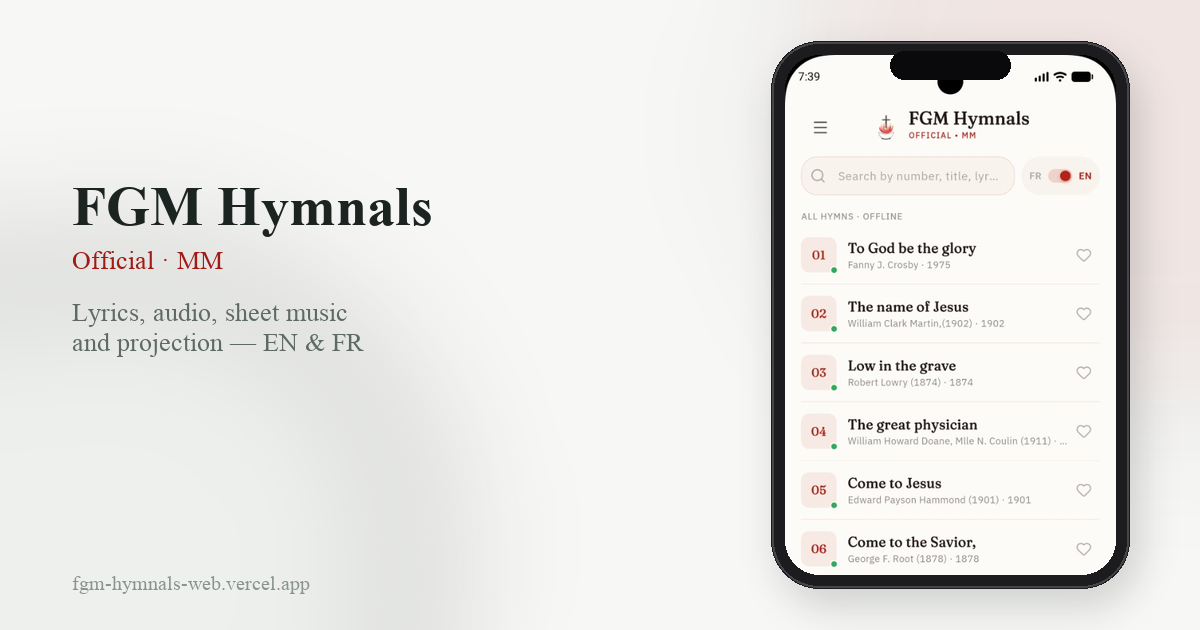 FGM Hymnals
Official · MM
Lyrics, audio, sheet music
and projection — EN & FR
fgm-hymnals-web.vercel.app
7:39
FGM Hymnals
OFFICIAL • MM
Search by number, title, lyr...
FR EN
ALL HYMNS · OFFLINE
01
To God be the glory
Fanny J. Crosby · 1975
02
The name of Jesus
William Clark Martin,(1902) · 1902
03
Low in the grave
Robert Lowry (1874) · 1874
04
The great physician
William Howard Doane, Mlle N. Coulin (1911) · ...
05
Come to Jesus
Edward Payson Hammond (1901) · 1901
06
Come to the Savior,
George F. Root (1878) · 1878